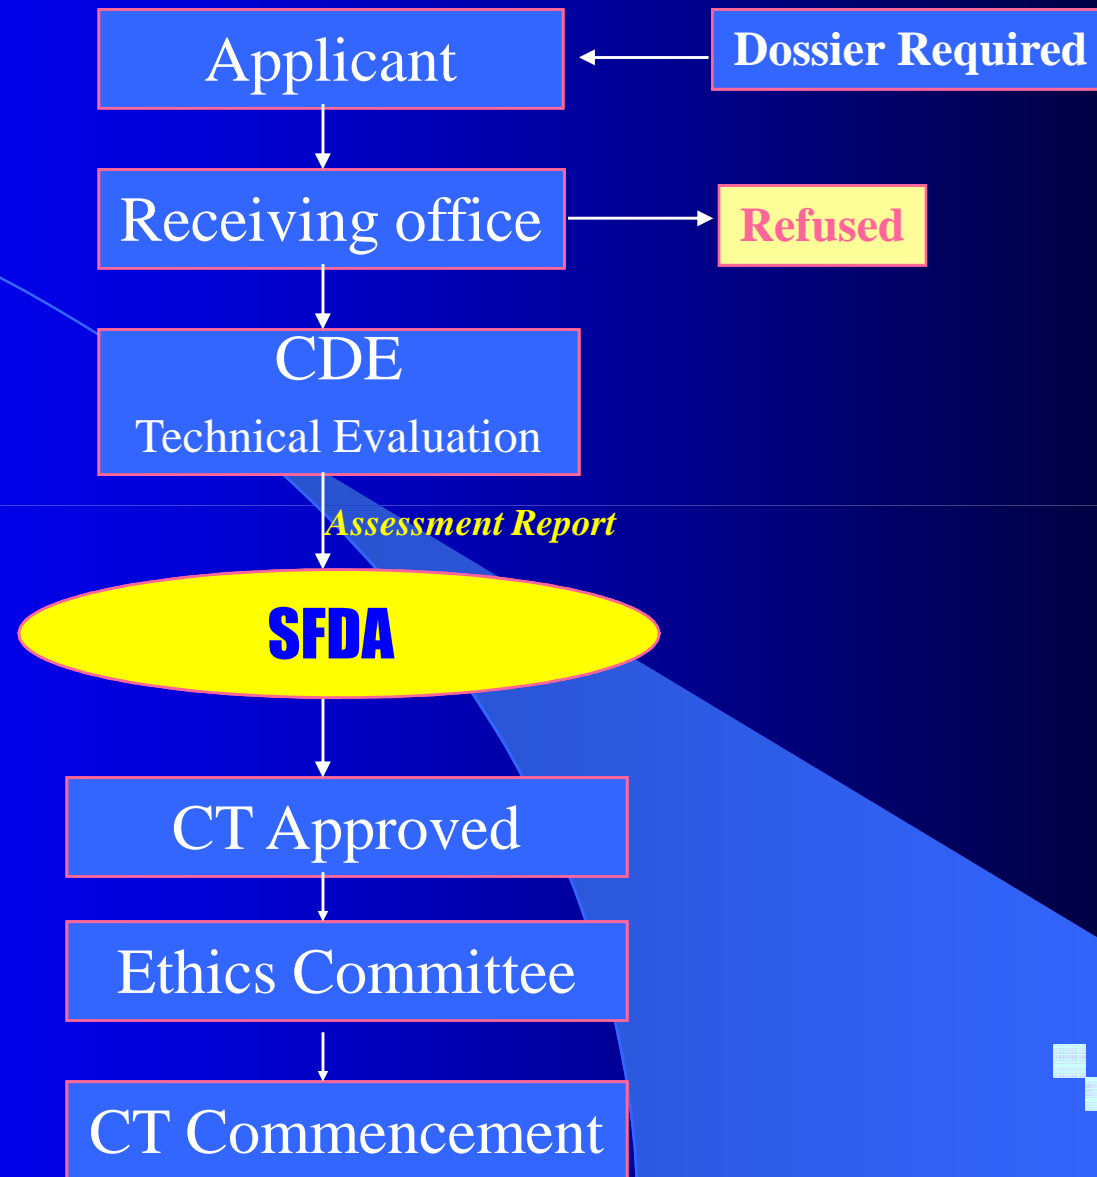 Applicant
Dossier Required
Receiving office
Refused
CDE
Technical Evaluation
Assessment Report
SFDA
CT Approved
Ethics Committee
CT Commencement